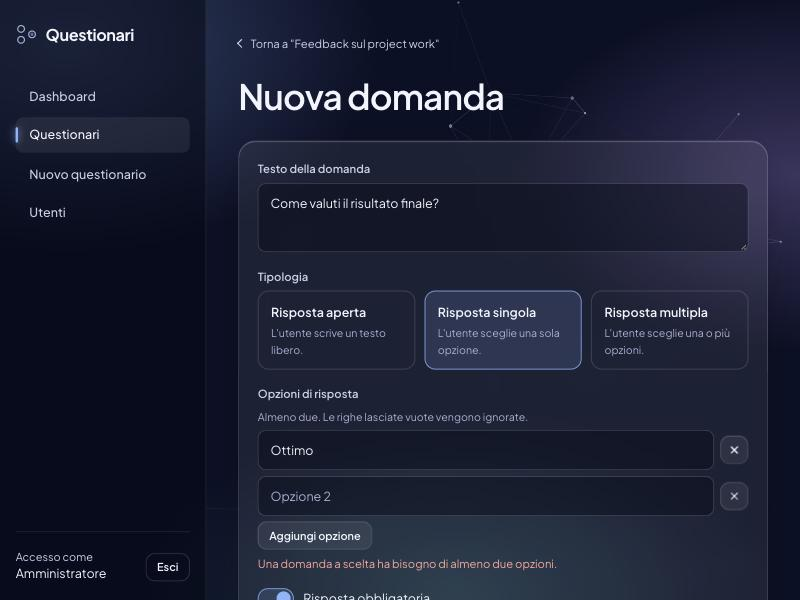 Questionari
Dashboard
Questionari
Nuovo questionario
Utenti
Accesso come
Amministratore
Esci
Torna a "Feedback sul project work"
Nuova domanda
Testo della domanda
Come valuti il risultato finale?
Tipologia
Risposta aperta
L'utente scrive un testo
libero.
Risposta singola
L'utente sceglie una sola
opzione.
Risposta multipla
L'utente sceglie una o più
opzioni.
Opzioni di risposta
Almeno due. Le righe lasciate vuote vengono ignorate.
Ottimo
Opzione 2
Aggiungi opzione
Una domanda a scelta ha bisogno di almeno due opzioni.
Risposta obbligatoria